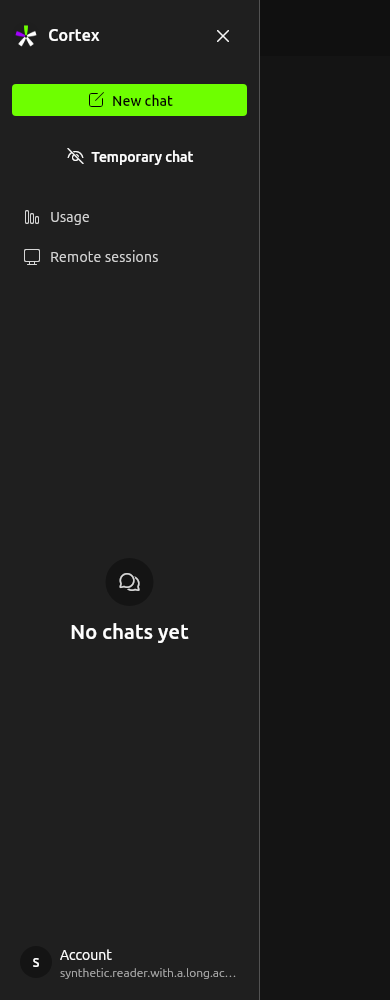 Cortex
New chat
Temporary chat
Usage
Remote sessions
No chats yet
S
Account
synthetic.reader.with.a.long.ac…